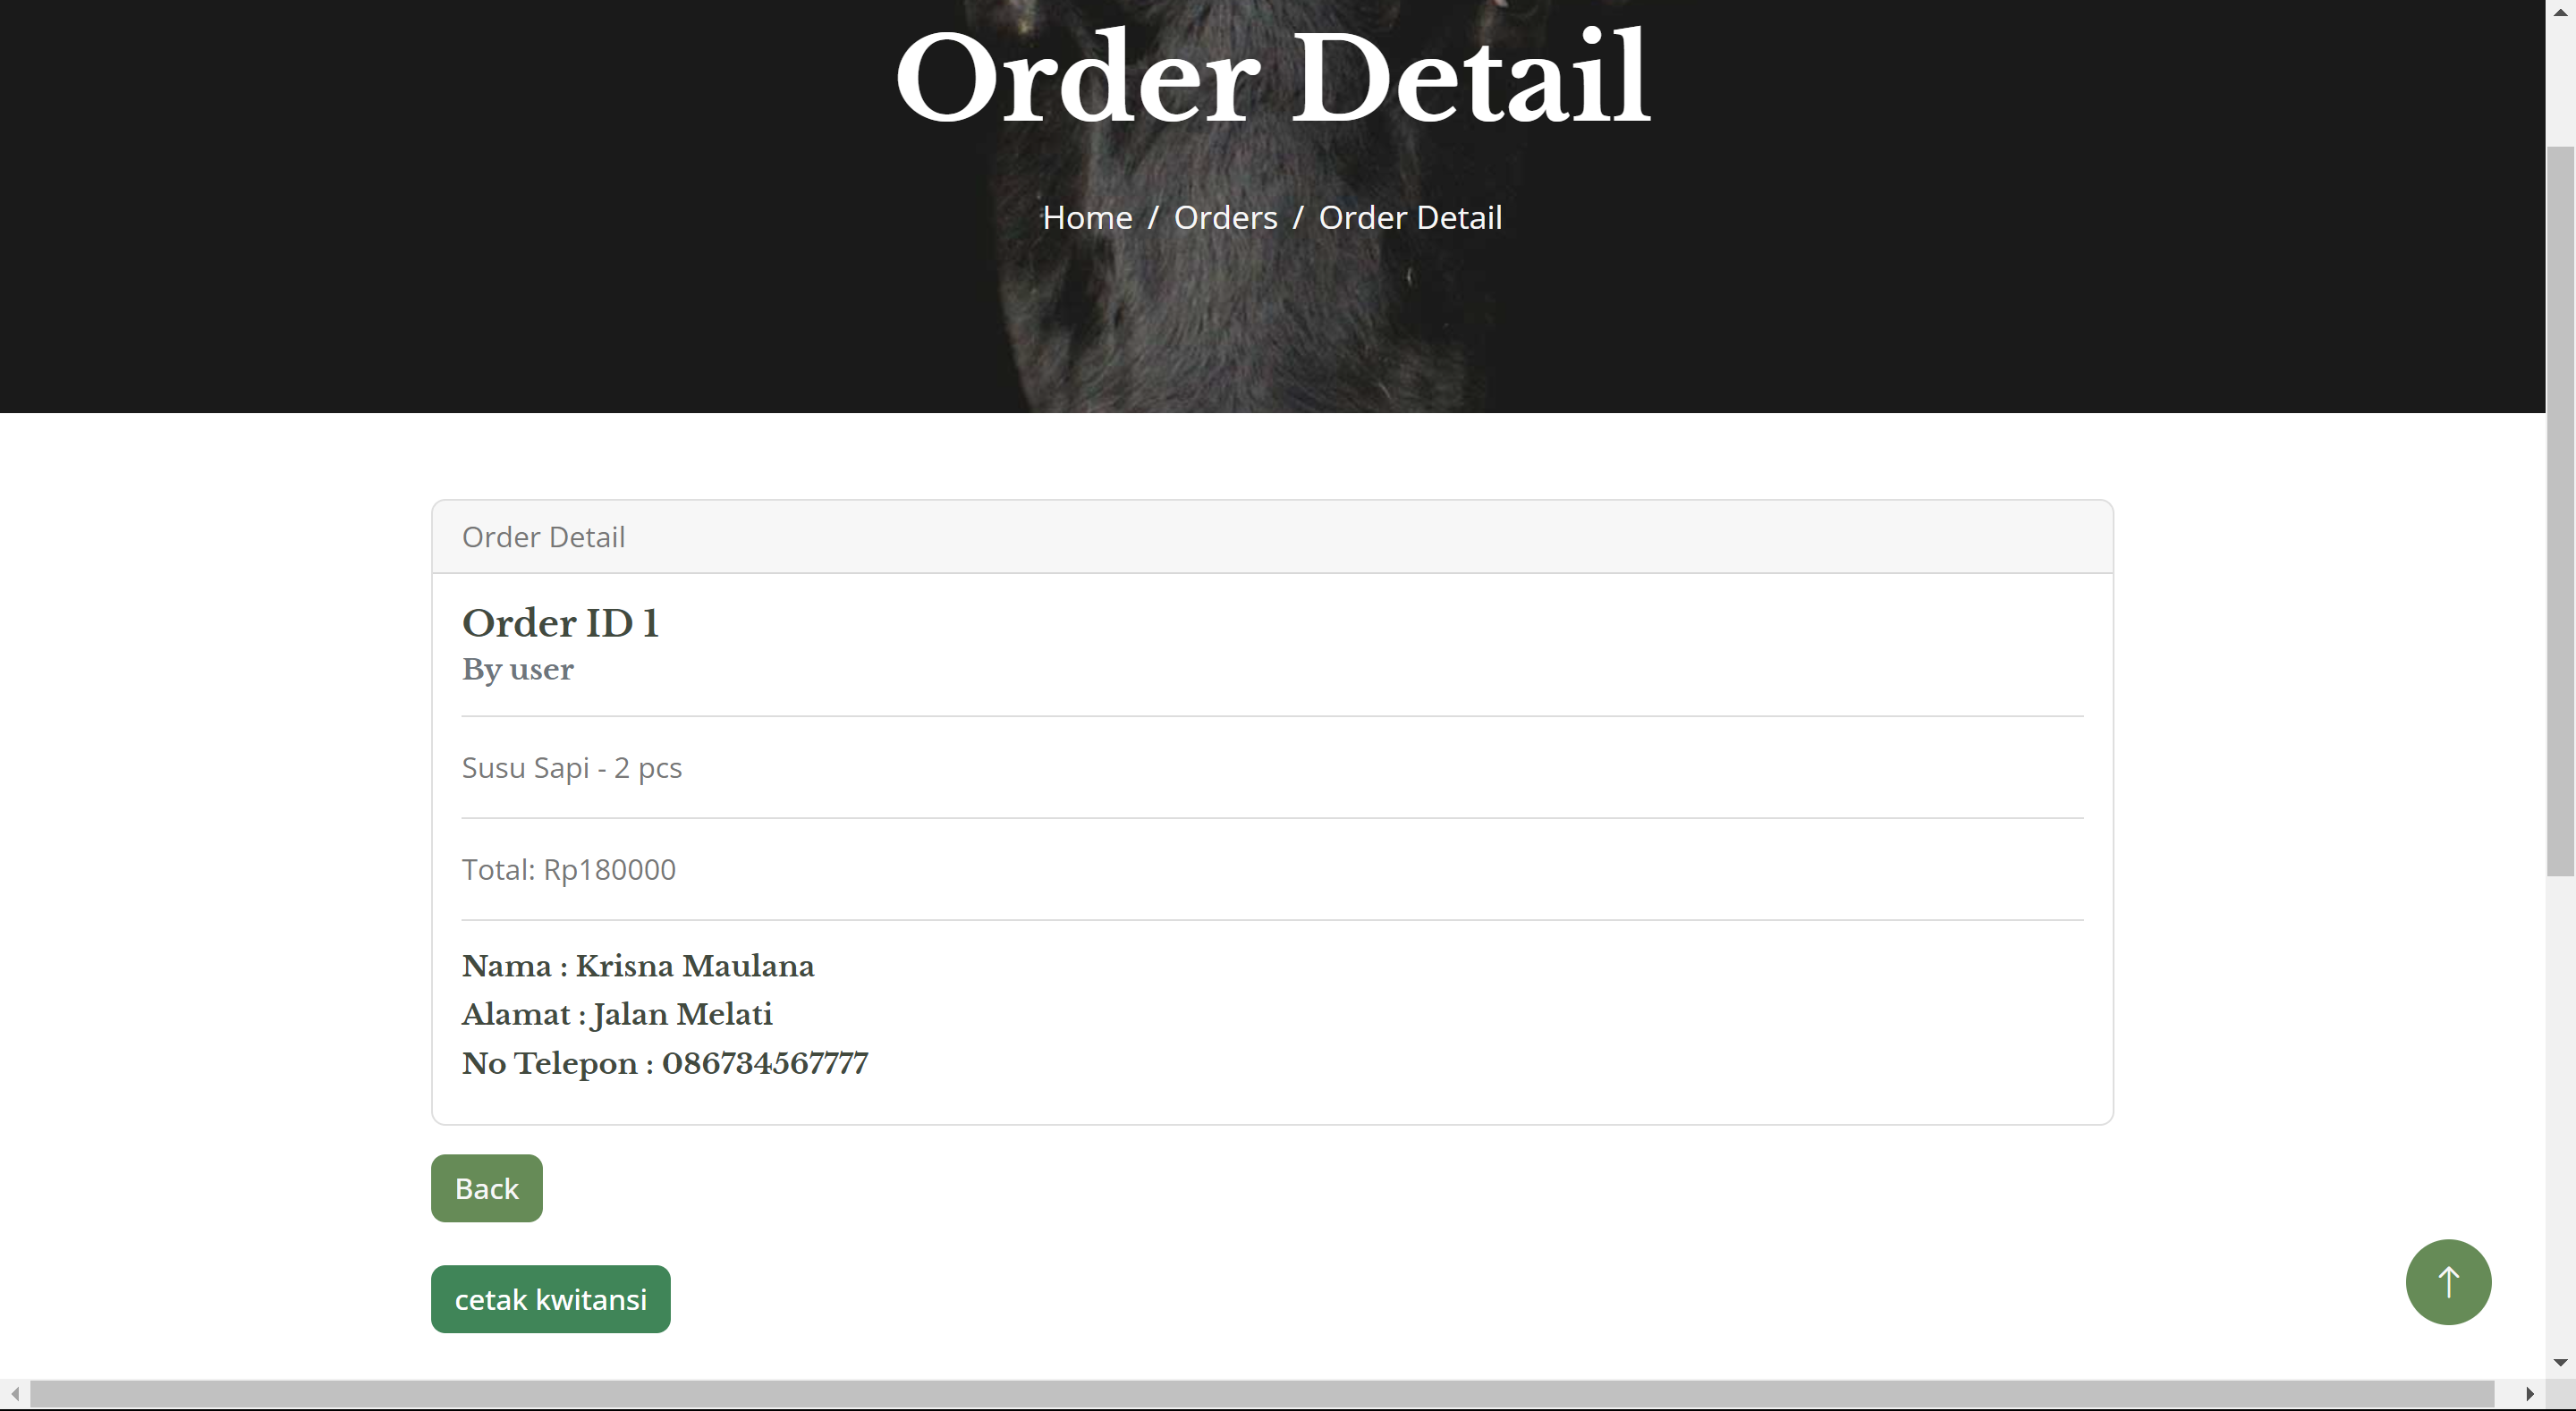 Order Detail
Home / Orders / Order Detail
Order Detail
Order ID 1
By user
Susu Sapi - 2 pcs
Total: Rp180000
Nama : Krisna Maulana
Alamat : Jalan Melati
No Telepon : 086734567777
Back
cetak kwitansi